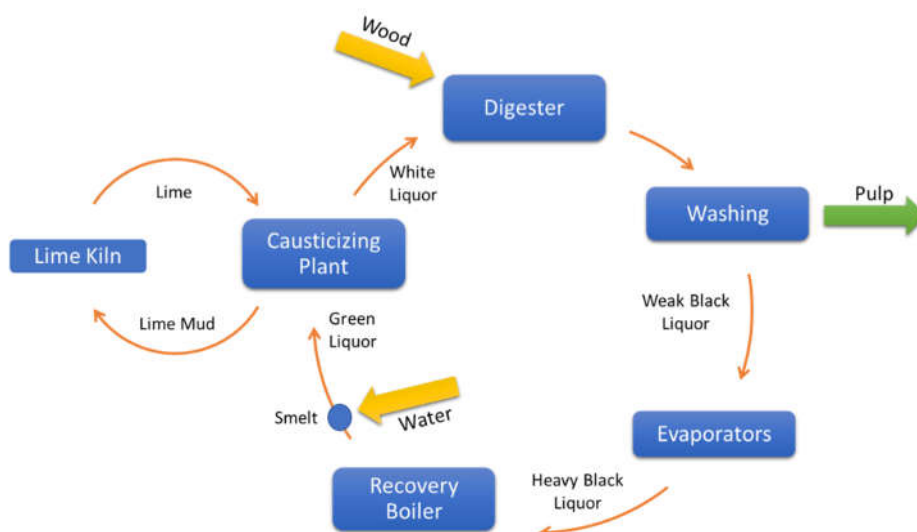 Wood
Digester
White
Liquor
Lime
Washing
Pulp
Causticizing
Plant
Lime Kiln
Lime Mud
Green
Liquor
Weak Black
Liquor
Smelt
Water
Evaporators
Recovery
Boiler
Heavy Black
Liquor